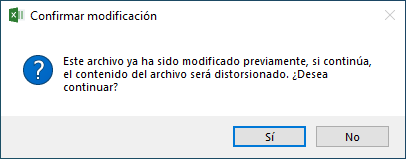 Confirmar modificación
Este archivo ya ha sido modificado previamente, si continúa,
el contenido del archivo será distorsionado. ¿Desea
continuar?
Sí
No